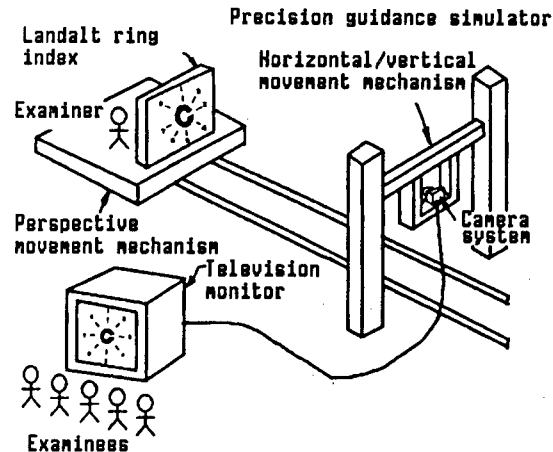 Precision guidance simulator
Landalt ring
index
Horizontal/vertical
movement mechanism
Examiner
Perspective
movement mechanism
Camera
system
Television
monitor
Examinees